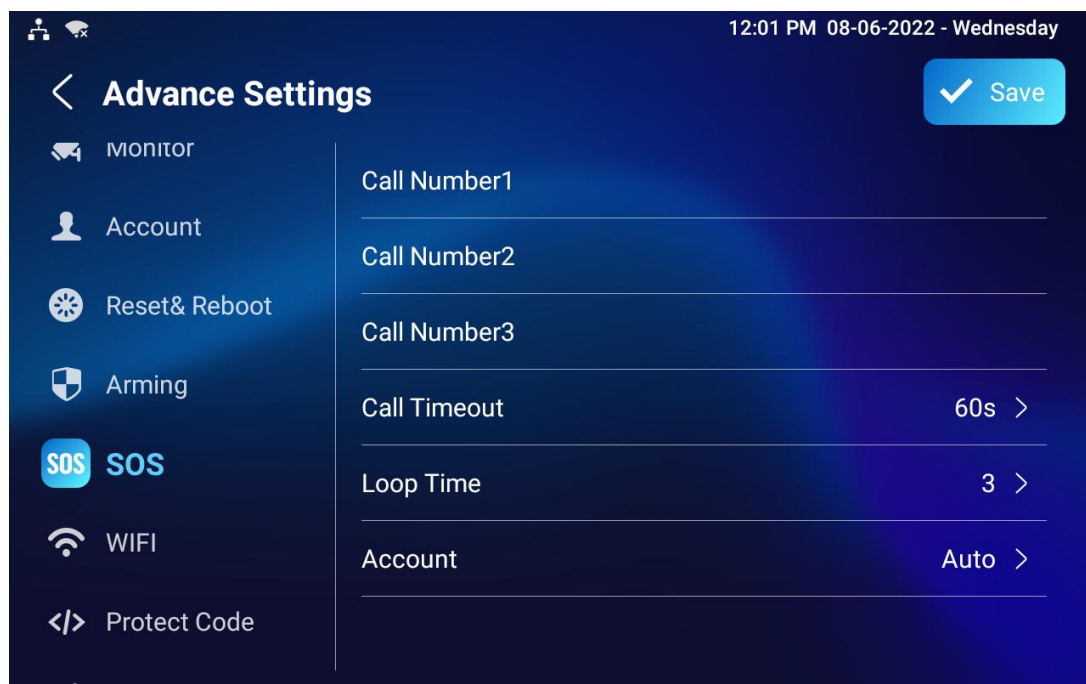 12:01 PM 08-06-2022 - Wednesday
Advance Settings
Save
Monitor
Account
Reset& Reboot
Arming
SOS SOS
WIFI
Protect Code
Call Number1
Call Number2
Call Number3
Call Timeout 60s
Loop Time 3
Account Auto